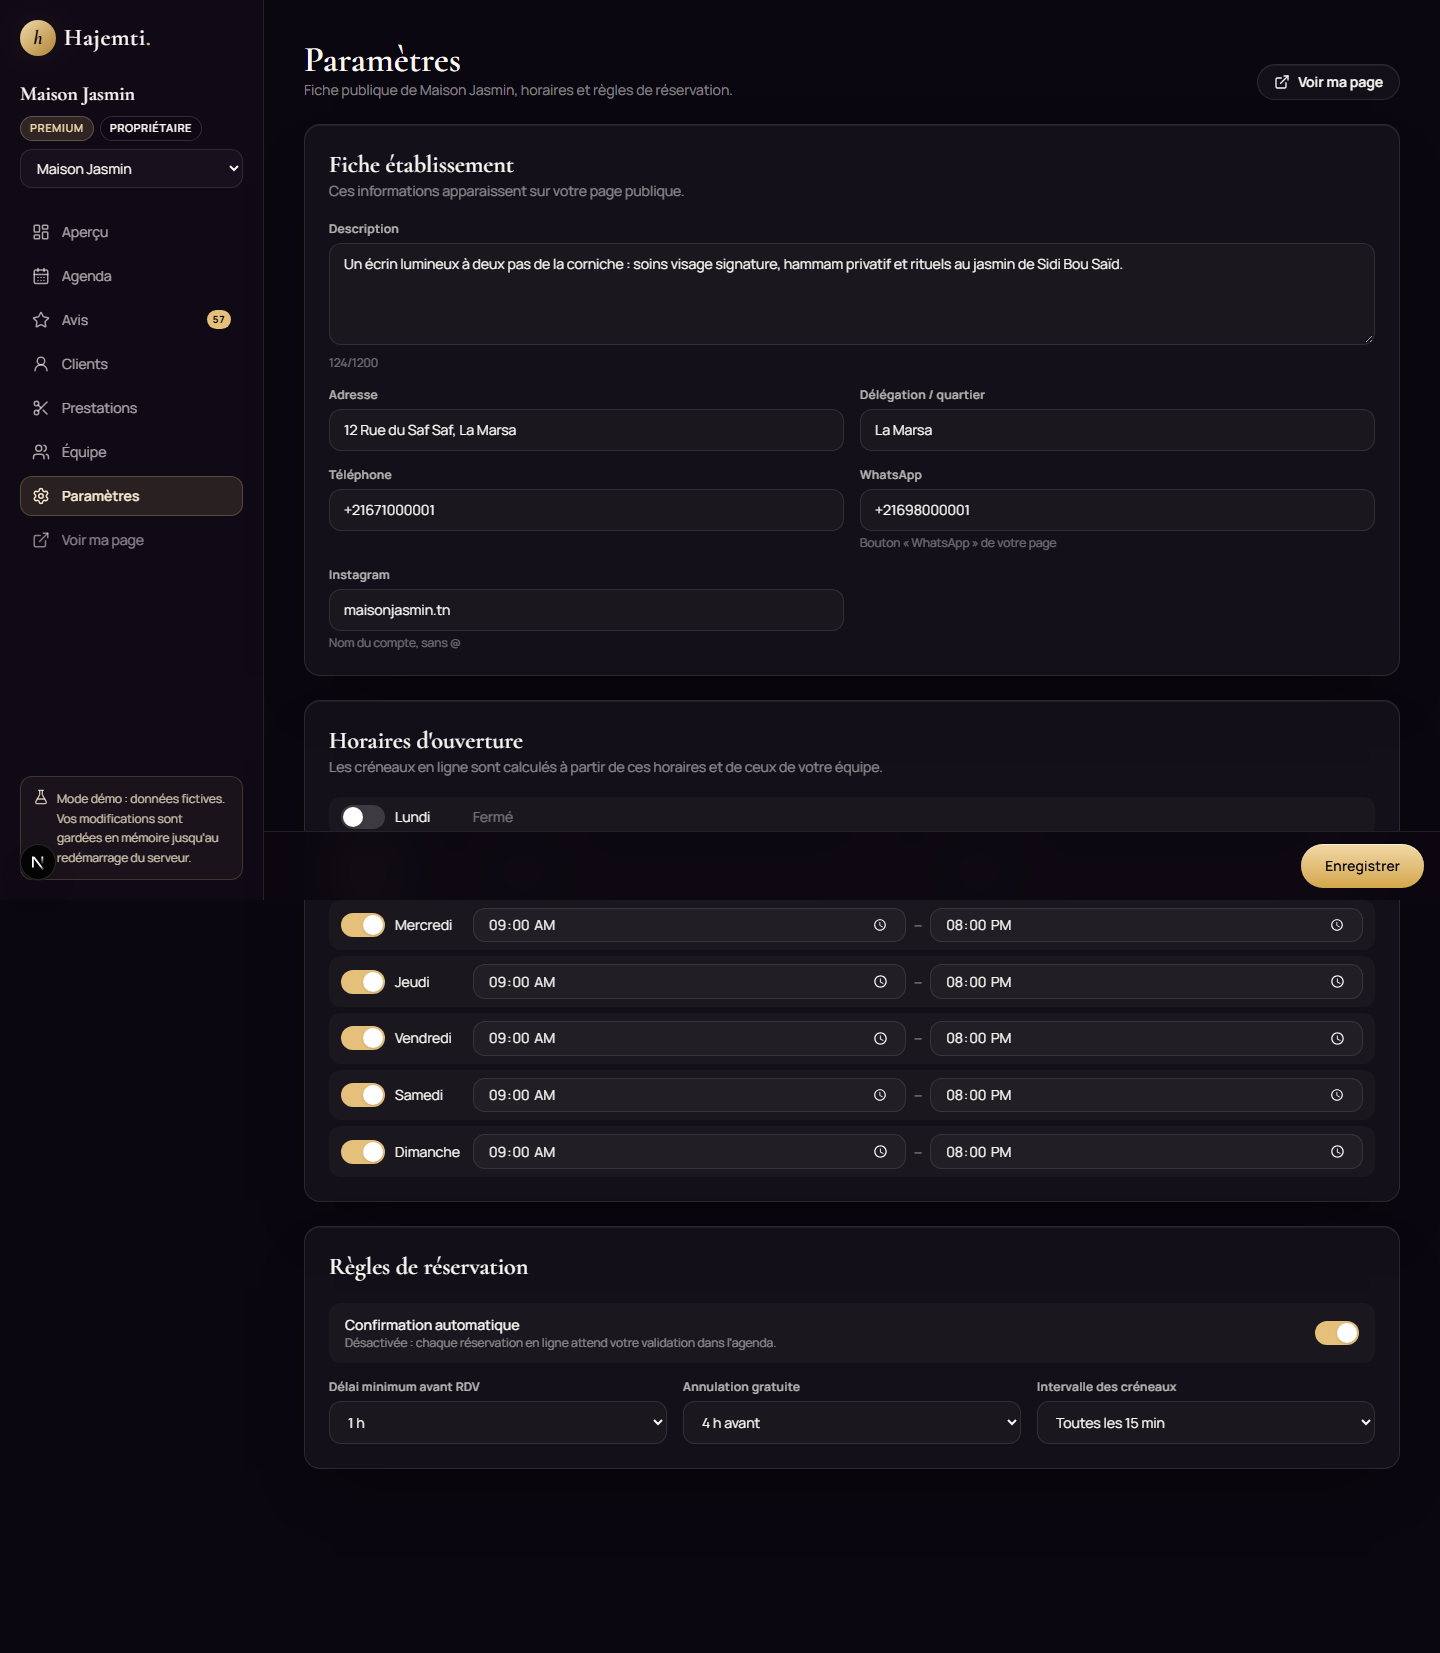 h Hajemti.
Maison Jasmin
PREMIUM PROPRIÉTAIRE
Maison Jasmin
Aperçu
Agenda
Avis 57
Clients
Prestations
Équipe
Paramètres
Voir ma page
Mode démo : données fictives.
Vos modifications sont
gardées en mémoire jusqu'au
redémarrage du serveur.
N
Paramètres
Fiche publique de Maison Jasmin, horaires et règles de réservation.
Voir ma page
Fiche établissement
Ces informations apparaissent sur votre page publique.
Description
Un écrin lumineux à deux pas de la corniche : soins visage signature, hammam privatif et rituels au jasmin de Sidi Bou Saïd.
124/1200
Adresse
Délégation / quartier
12 Rue du Saf Saf, La Marsa
La Marsa
Téléphone
WhatsApp
+21671000001
+21698000001
Bouton « WhatsApp » de votre page
Instagram
maisonjasmin.tn
Nom du compte, sans @
Horaires d'ouverture
Les créneaux en ligne sont calculés à partir de ces horaires et de ceux de votre équipe.
Lundi Fermé
Enregistrer
Mercredi 09:00 AM – 08:00 PM
Jeudi 09:00 AM – 08:00 PM
Vendredi 09:00 AM – 08:00 PM
Samedi 09:00 AM – 08:00 PM
Dimanche 09:00 AM – 08:00 PM
Règles de réservation
Confirmation automatique
Désactivée : chaque réservation en ligne attend votre validation dans l'agenda.
Délai minimum avant RDV
Annulation gratuite
Intervalle des créneaux
1 h
4 h avant
Toutes les 15 min